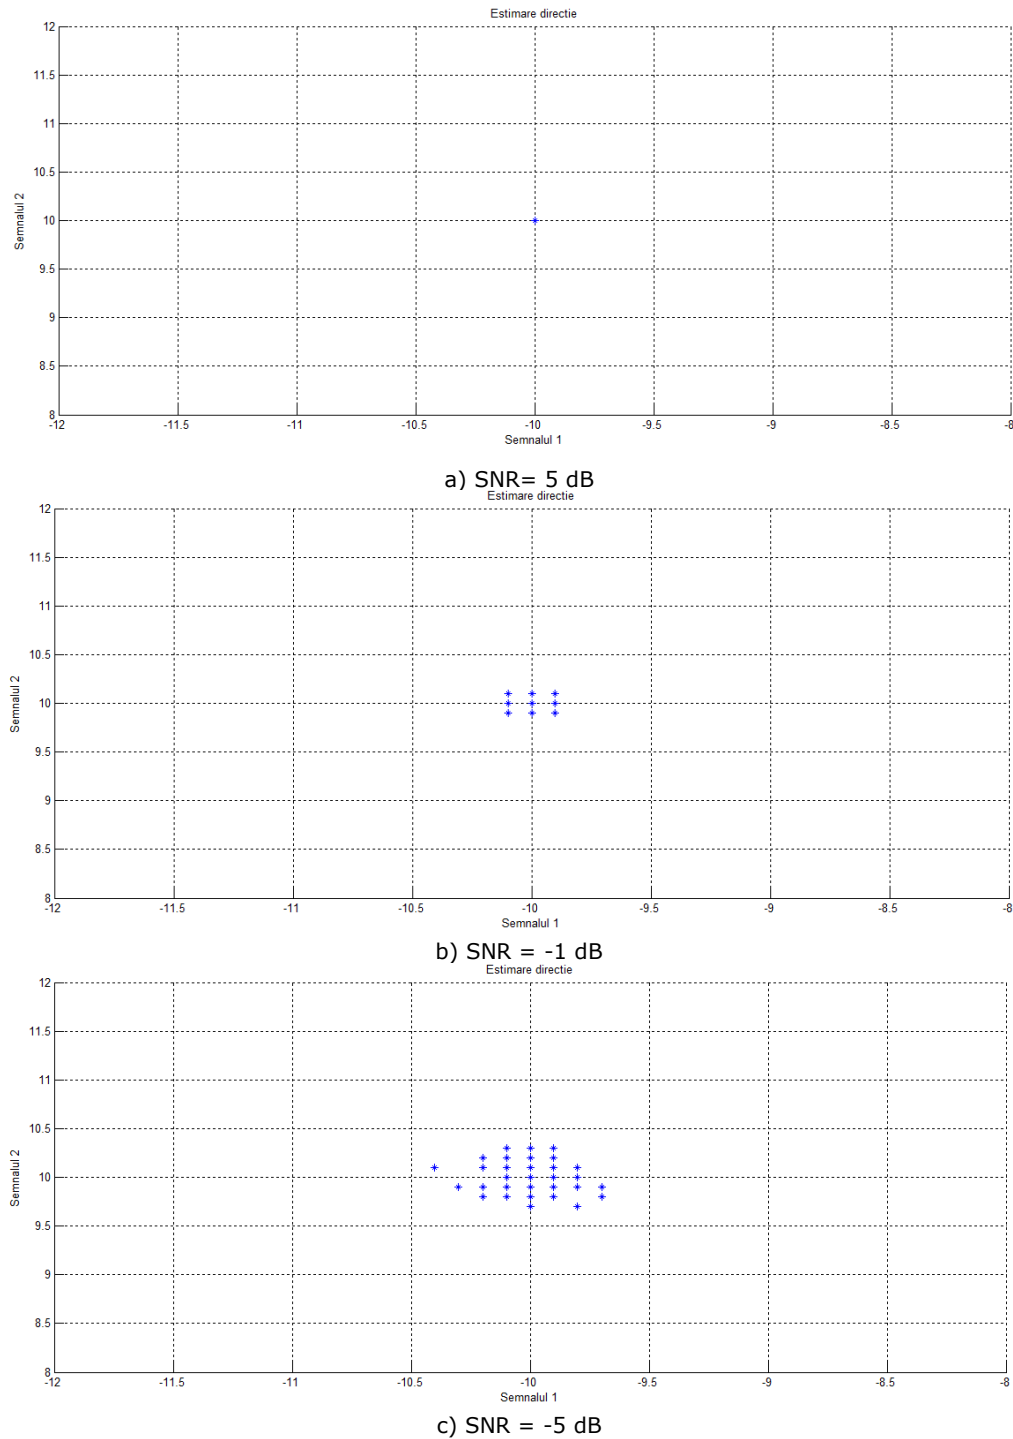 Estimare directie
12
11.5
11
10.5
10
9.5
9
8.5
8
Semnalul 2
-12 -11.5 -11 -10.5 -10 -9.5 -9 -8.5 -8
Semnalul 1
a) SNR= 5 dB
Estimare directie
12
11.5
11
10.5
10
9.5
9
8.5
8
Semnalul 2
-12 -11.5 -11 -10.5 -10 -9.5 -9 -8.5 -8
Semnalul 1
b) SNR = -1 dB
Estimare directie
12
11.5
11
10.5
10
9.5
9
8.5
8
Semnalul 2
-12 -11.5 -11 -10.5 -10 -9.5 -9 -8.5 -8
Semnalul 1
c) SNR = -5 dB